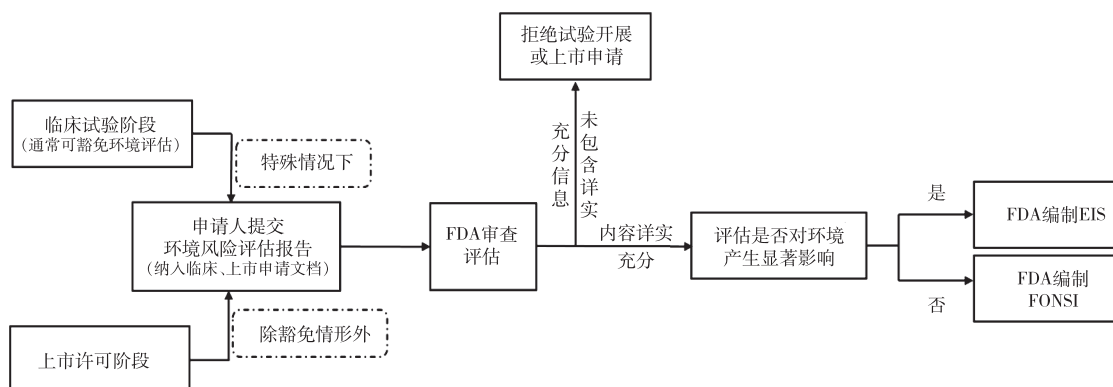 拒绝试验开展
或上市申请
临床试验阶段
（通常可豁免环境评估）
特殊情况下
未包含详实
充分信息
申请人提交
环境风险评估报告
（纳入临床、上市申请文档）
FDA审查
评估
内容详实
充分
评估是否对环境
产生显著影响
是
FDA编制EIS
否
FDA编制
FONSI
除豁免情形外
上市许可阶段